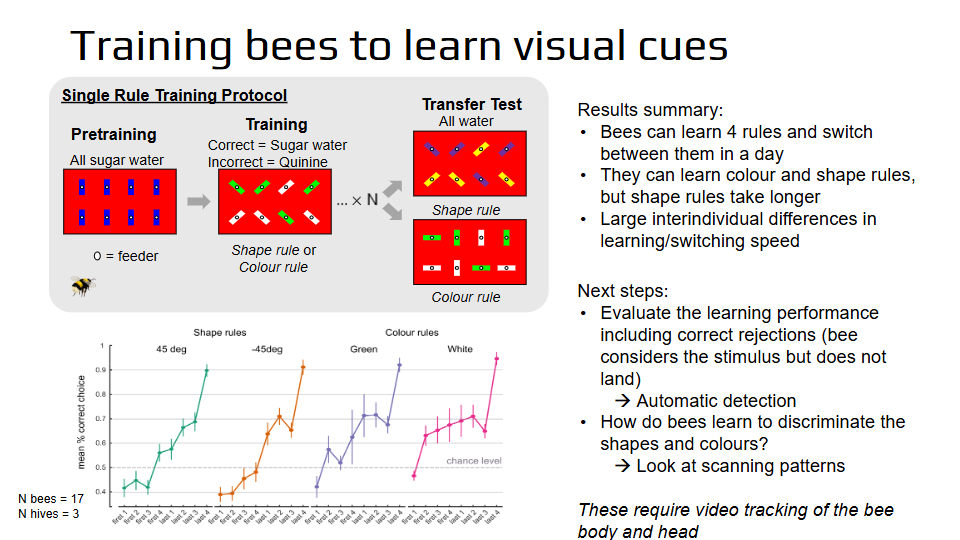 Training bees to learn visual cues
Single Rule Training Protocol
Pretraining
All sugar water
O = feeder
Training
Correct = Sugar water
Incorrect = Quinine
... × N
Shape rule or
Colour rule
Transfer Test
All water
Shape rule
Colour rule
Results summary:
• Bees can learn 4 rules and switch
between them in a day
• They can learn colour and shape rules,
but shape rules take longer
• Large interindividual differences in
learning/switching speed
Next steps:
• Evaluate the learning performance
including correct rejections (bee
considers the stimulus but does not
land)
→ Automatic detection
• How do bees learn to discriminate the
shapes and colours?
→ Look at scanning patterns
These require video tracking of the bee
body and head
Shape rules
Colour rules
45 deg
-45deg
Green
White
mean % correct choice
1
0.9
0.8
0.7
0.6
0.5
0.4
chance level
first 1 first 2 first 3 first 4 last 1 last 2 last 3 last 4
first 1 first 2 first 3 first 4 last 1 last 2 last 3 last 4
first 1 first 2 first 3 first 4 last 1 last 2 last 3 last 4
first 1 first 2 first 3 first 4 last 1 last 2 last 3 last 4
N bees = 17
N hives = 3